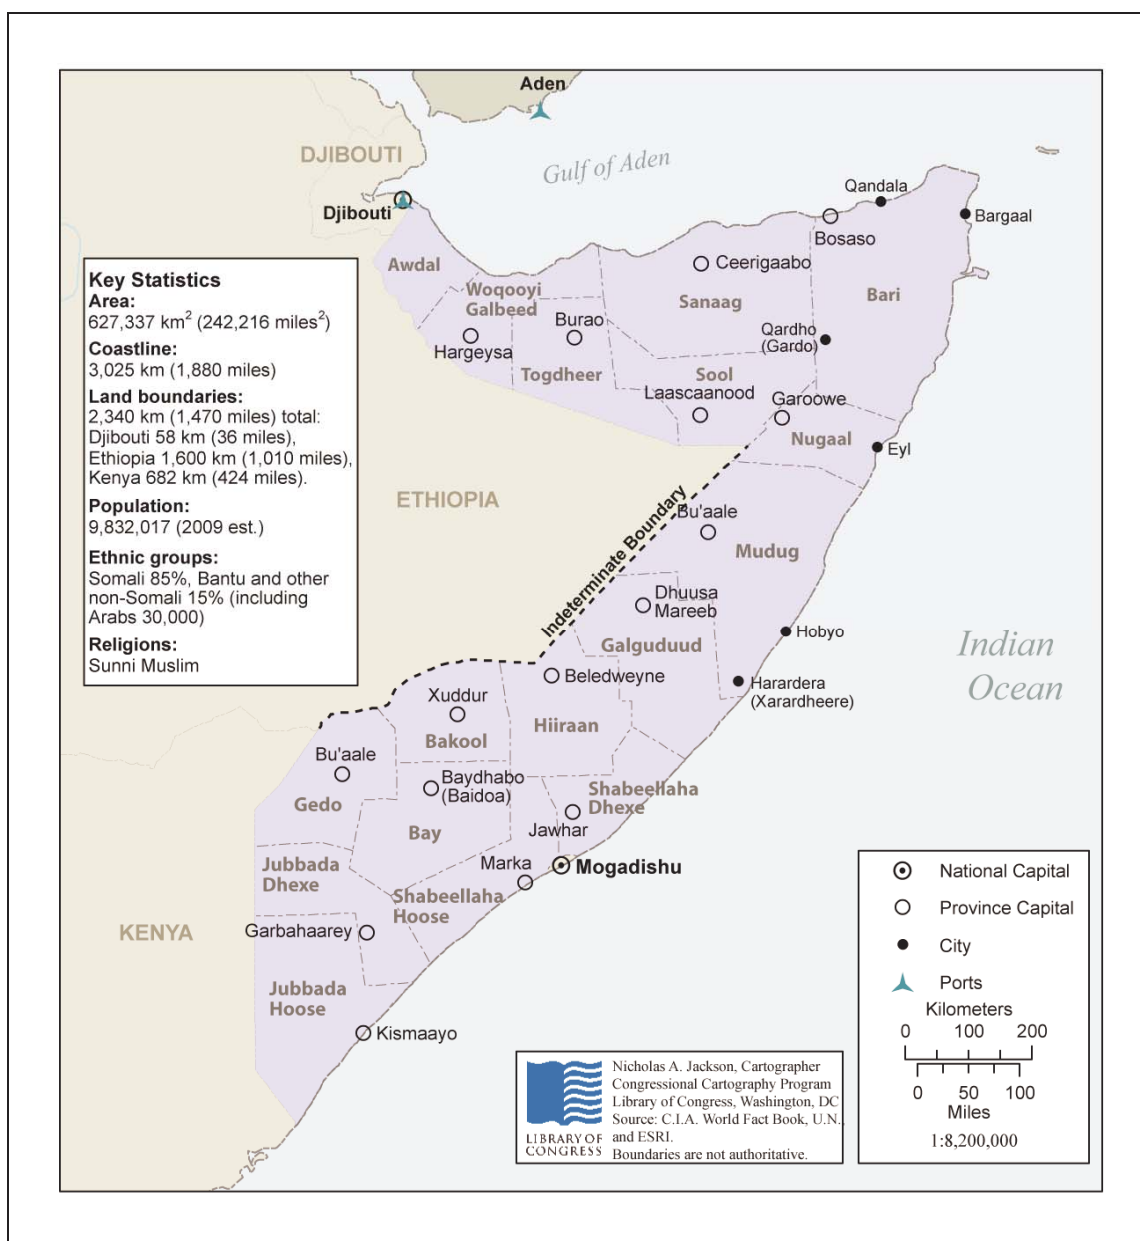 Aden
Gulf of Aden
DJIBOUTI
Djibouti
Qandala
Bargaal
Bosaso
Awdal
Ceerigaabo
Woqooyi
Galbeed
Sanaag
Bari
Burao
Hargeysa
Qardho
(Gardo)
Togdheer
Sool
Laascaanood
Garoowe
Nugaal
Eyl
Key Statistics
Area:
627,337 km² (242,216 miles²)
Coastline:
3,025 km (1,880 miles)
Land boundaries:
2,340 km (1,470 miles) total:
Djibouti 58 km (36 miles),
Ethiopia 1,600 km (1,010 miles),
Kenya 682 km (424 miles).
Population:
9,832,017 (2009 est.)
Ethnic groups:
Somali 85%, Bantu and other
non-Somali 15% (including
Arabs 30,000)
Religions:
Sunni Muslim
ETHIOPIA
Indeterminate Boundary
Bu'aale
Mudug
Dhuusa
Mareeb
Galguduud
Hobyo
Indian
Ocean
Beledweyne
Harardera
(Xarardheere)
Xuddur
Bakool
Hiiraan
Bu'aale
Gedo
Baydhabo
(Baidoa)
Bay
Shabeellaha
Dhexe
Jawhar
Jubbada
Dhexe
Marka
Mogadishu
Shabeellaha
Hoose
KENYA
Garbahaarey
Jubbada
Hoose
Kismaayo
National Capital
Province Capital
City
Ports
Kilometers
0 100 200
0 50 100
Miles
1:8,200,000
LIBRARY OF
CONGRESS
Nicholas A. Jackson, Cartographer
Congressional Cartography Program
Library of Congress, Washington, DC
Source: C.I.A. World Fact Book, U.N.,
and ESRI.
Boundaries are not authoritative.